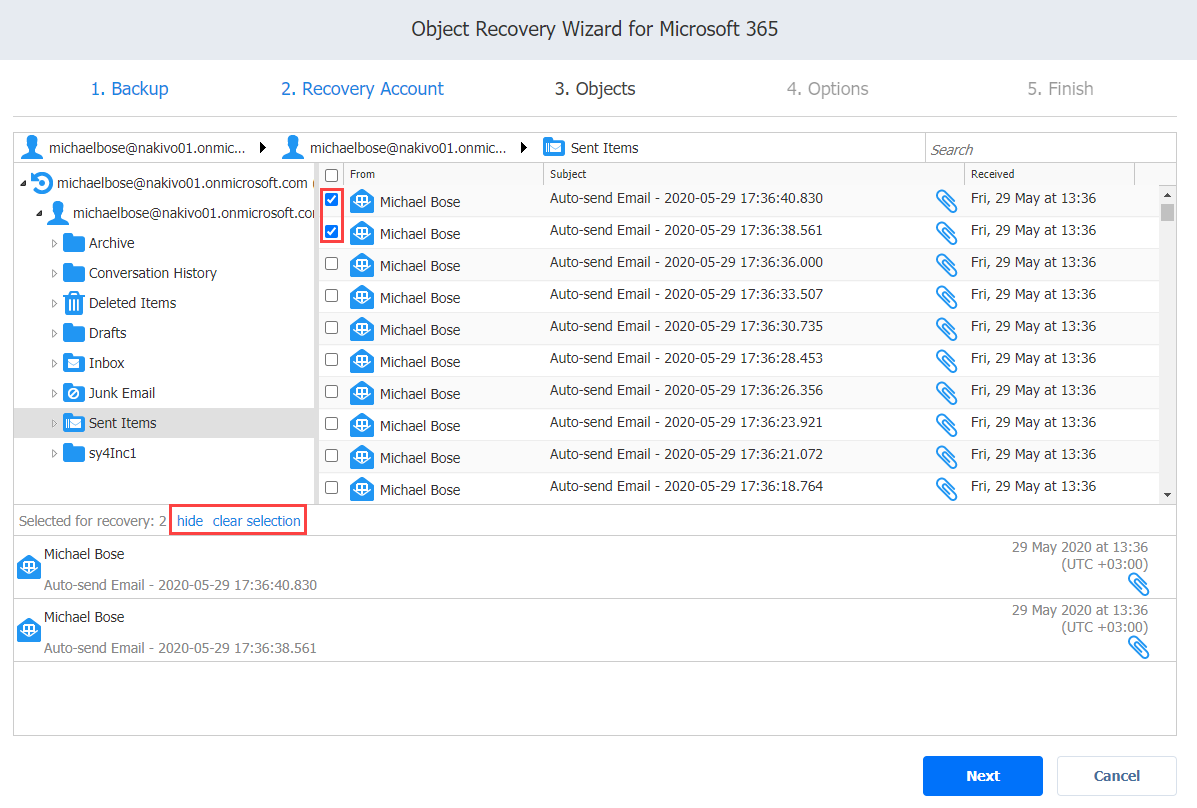 Object Recovery Wizard for Microsoft 365
1. Backup 2. Recovery Account 3. Objects 4. Options 5. Finish
michaelbose@nakivo01.onmic... michaelbose@nakivo01.onmic... Sent Items Search
michaelbose@nakivo01.onmicrosoft.com (
michaelbose@nakivo01.onmicrosoft.co
Archive
Conversation History
Deleted Items
Drafts
Inbox
Junk Email
Sent Items
sy4Inc1
From Subject Received
Michael Bose Auto-send Email - 2020-05-29 17:36:40.830 Fri, 29 May at 13:36
Michael Bose Auto-send Email - 2020-05-29 17:36:38.561 Fri, 29 May at 13:36
Michael Bose Auto-send Email - 2020-05-29 17:36:36.000 Fri, 29 May at 13:36
Michael Bose Auto-send Email - 2020-05-29 17:36:33.507 Fri, 29 May at 13:36
Michael Bose Auto-send Email - 2020-05-29 17:36:30.735 Fri, 29 May at 13:36
Michael Bose Auto-send Email - 2020-05-29 17:36:28.453 Fri, 29 May at 13:36
Michael Bose Auto-send Email - 2020-05-29 17:36:26.356 Fri, 29 May at 13:36
Michael Bose Auto-send Email - 2020-05-29 17:36:23.921 Fri, 29 May at 13:36
Michael Bose Auto-send Email - 2020-05-29 17:36:21.072 Fri, 29 May at 13:36
Michael Bose Auto-send Email - 2020-05-29 17:36:18.764 Fri, 29 May at 13:36
Selected for recovery: 2 hide clear selection
Michael Bose 29 May 2020 at 13:36
(UTC +03:00)
Auto-send Email - 2020-05-29 17:36:40.830
Michael Bose 29 May 2020 at 13:36
(UTC +03:00)
Auto-send Email - 2020-05-29 17:36:38.561
Next Cancel